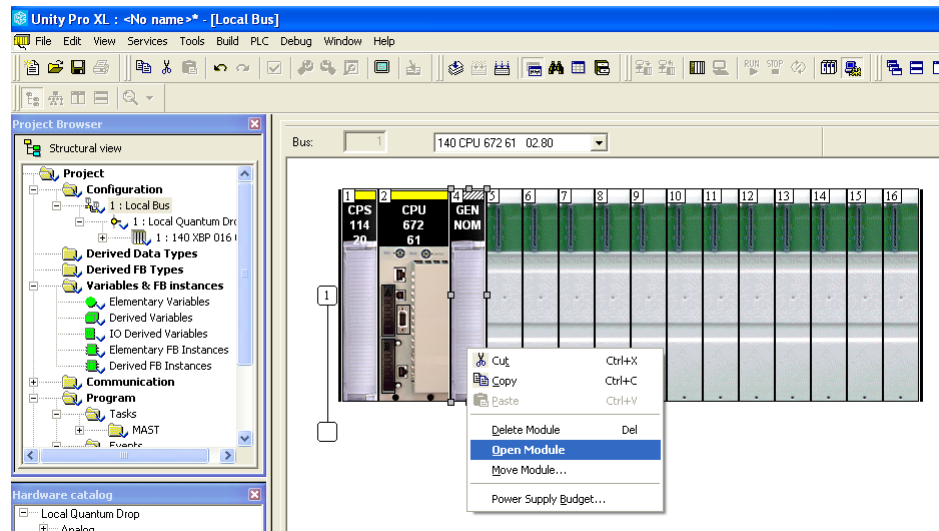 Unity Pro XL : <No name>* - [Local Bus]
File Edit View Services Tools Build PLC Debug Window Help
RUN STOP
Project Browser
Structural view
Project
Configuration
1 : Local Bus
1 : Local Quantum Dro
1 : 140 XBP 016
Derived Data Types
Derived FB Types
Variables & FB instances
Elementary Variables
Derived Variables
IO Derived Variables
Elementary FB Instances
Derived FB Instances
Communication
Program
Tasks
MAST
Events
Hardware catalog
Local Quantum Drop
Analog
Bus: 1 140 CPU 672 61 02.80
1 2 4 5 6 7 8 9 10 11 12 13 14 15 16
CPS CPU GEN
114 672 NOM
20 61
1
Cut Ctrl+X
Copy Ctrl+C
Paste Ctrl+V
Delete Module Del
Open Module
Move Module...
Power Supply Budget...